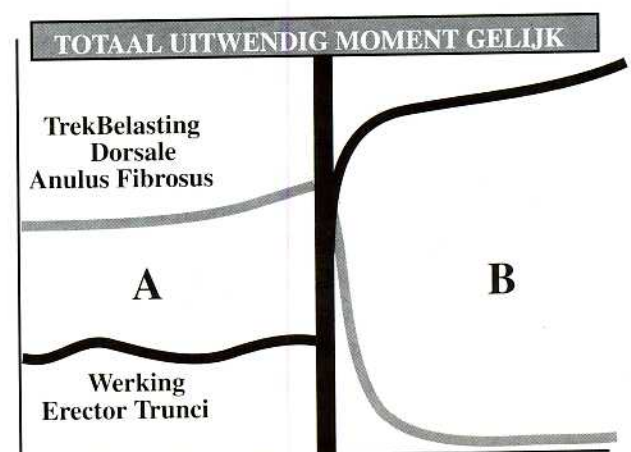 TOTAAL UITWENDIG MOMENT GELIJK
TrekBelasting
Dorsale
Anulus Fibrosus
A
B
Werking
Erector Trunci